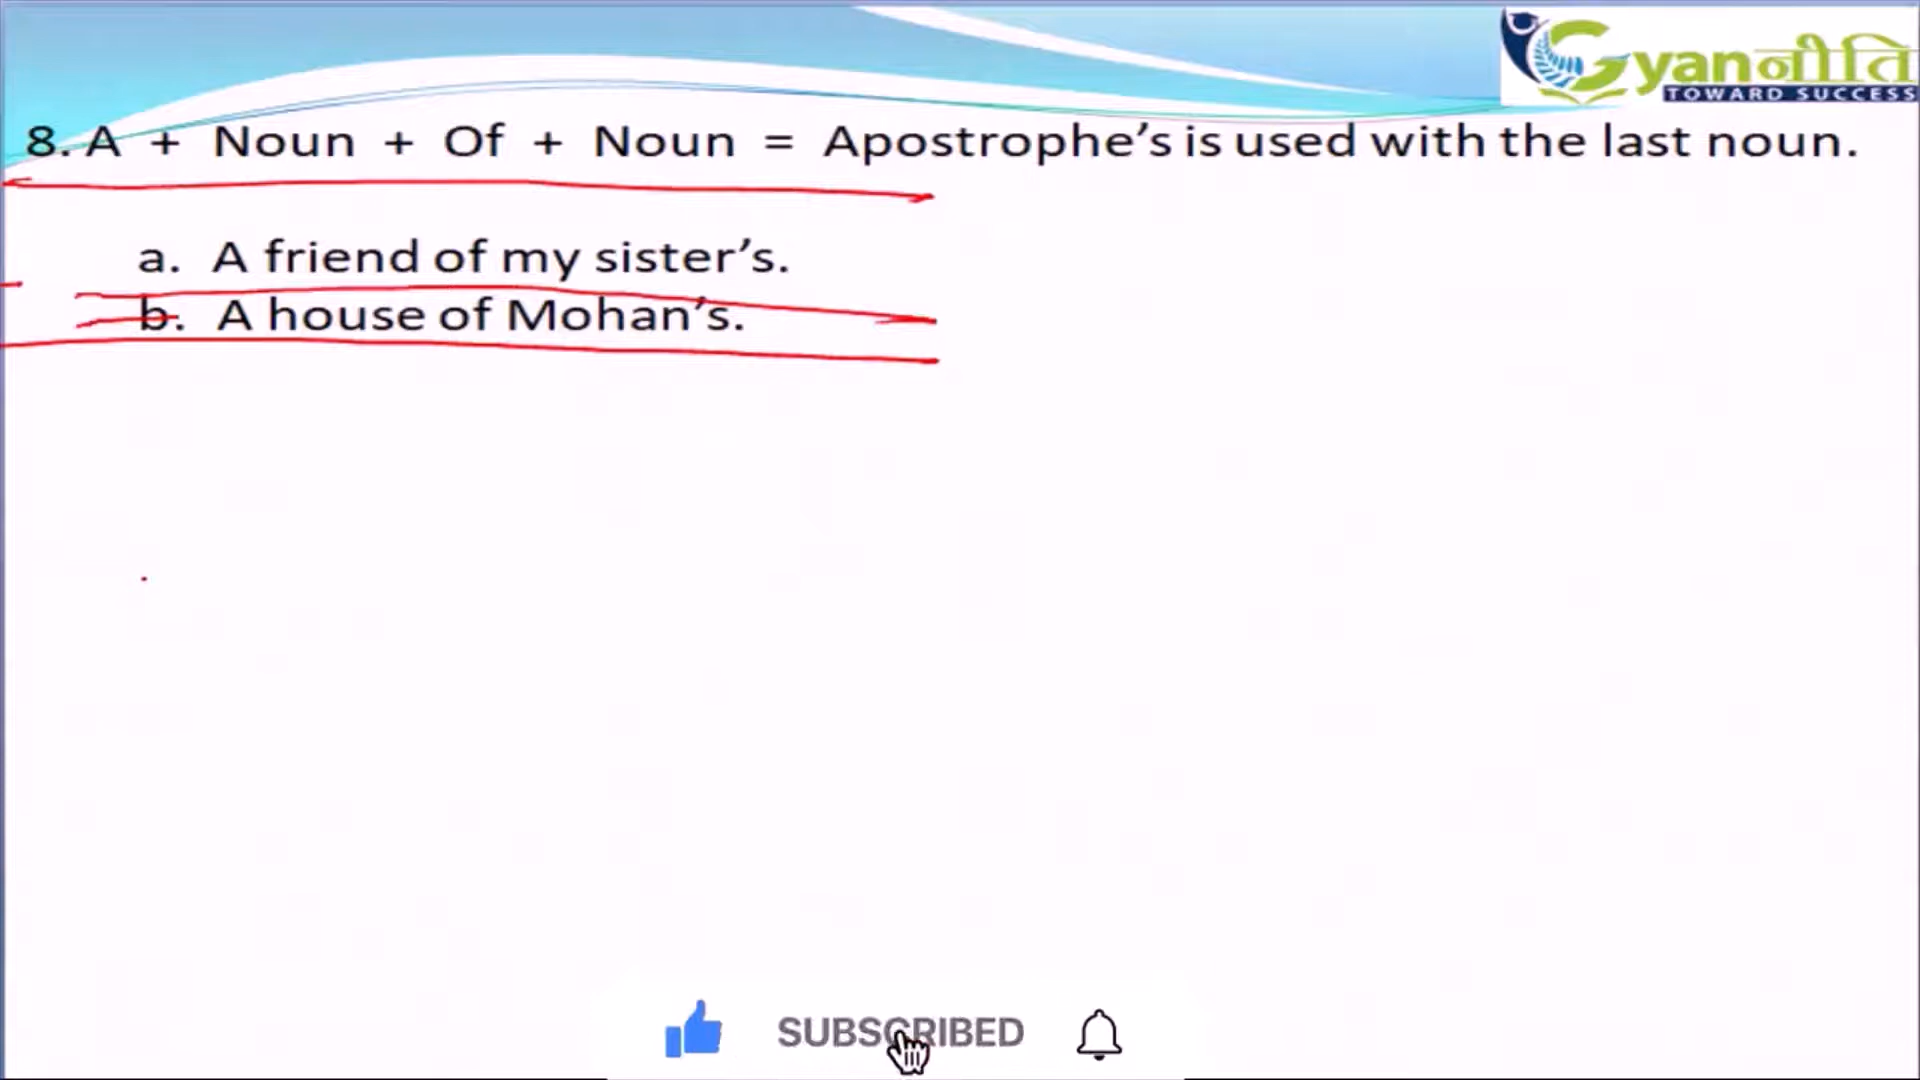 Gyanनीति
TOWARD SUCCESS
8. A + Noun + Of + Noun = Apostrophe’s is used with the last noun.
a. A friend of my sister’s.
b. A house of Mohan’s.
SUBSCRIBED